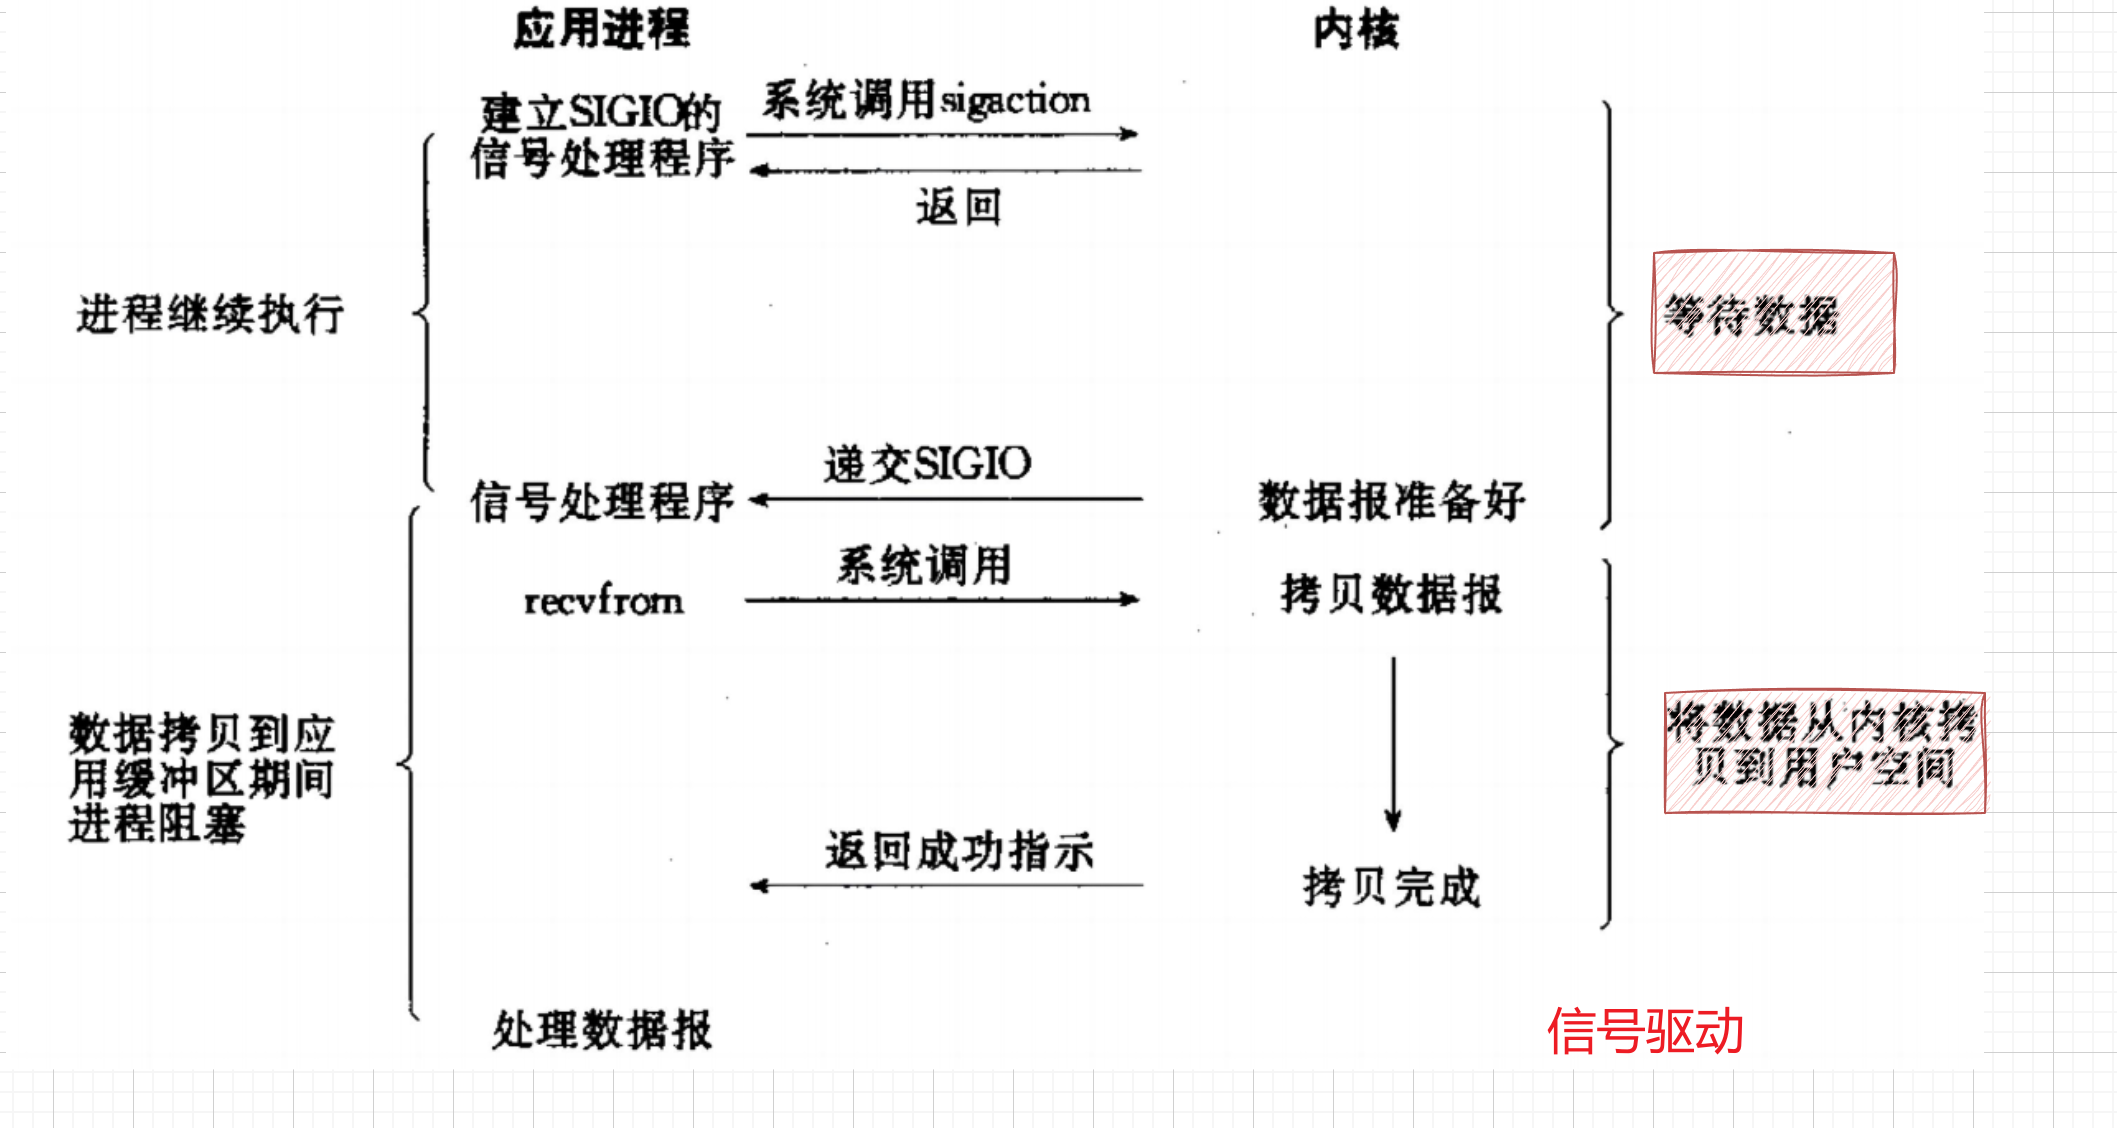 应用进程
内核
建立SIGIO的
信号处理程序
系统调用sigaction
返回
进程继续执行
等待数据
递交SIGIO
信号处理程序
数据报准备好
系统调用
recvfrom
拷贝数据报
数据拷贝到应
用缓冲区期间
进程阻塞
将数据从内核拷
贝到用户空间
返回成功指示
拷贝完成
处理数据报
信号驱动